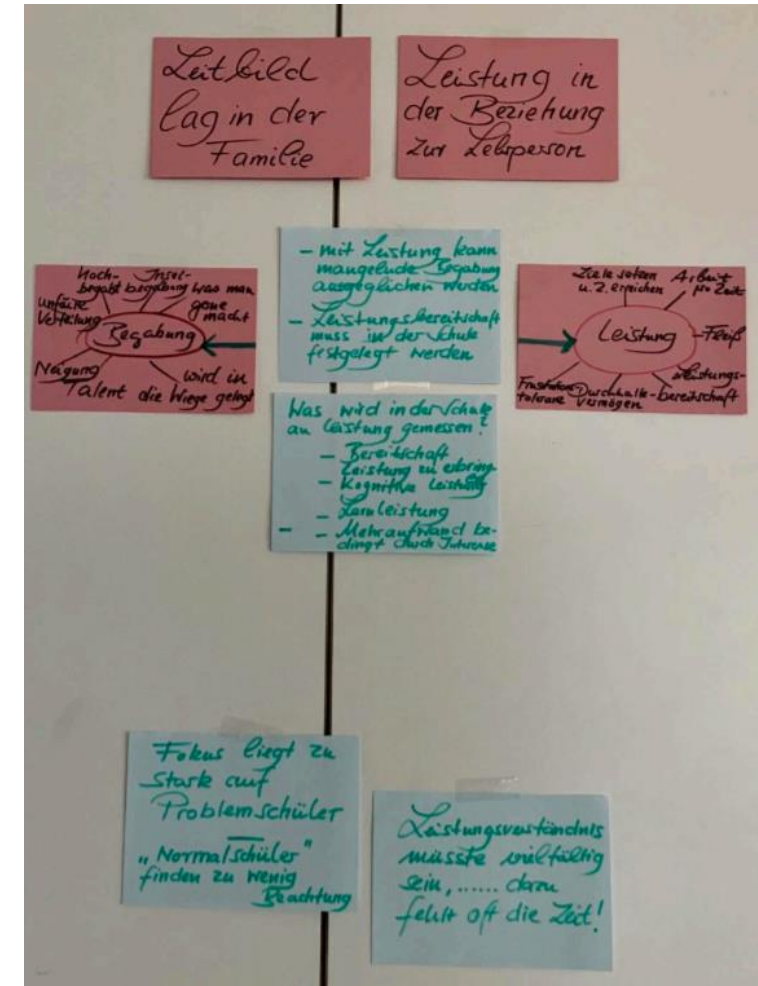 Leitbild
lag in der
Familie
Leistung in
der Beziehung
zur Lehrperson
Hoch-
begabt
Insel-
begabung
was man
gerne
macht
unfaire
Verteilung
Begabung
Neigung
Talent
wird in
die Wiege gelegt
- mit Leistung kann
mangelnde Begabung
ausgeglichen werden
- Leistungsbereitschaft
muss in der Schule
festgelegt werden
Ziele setzen
u. Z. erreichen
Arbeit
pro Zeit
Leistung
Fleiß
Leistungs-
bereitschaft
Durchhalte-
vermögen
Frustrations
toleranz
Was wird in der Schule
an Leistung gemessen?
- Bereitschaft
Leistung zu erbring
- Kognitive Leistung
- Lernleistung
- - Mehraufwand be-
dingt durch Interesse
Fokus liegt zu
stark auf
Problemschüler
"Normalschüler"
finden zu wenig
Beachtung
Leistungsverständnis
müsste vielfältig
sein, ...... dazu
fehlt oft die Zeit!